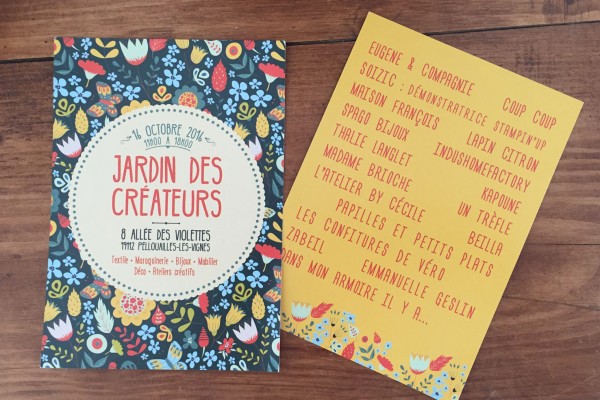 16 OCTOBRE 2016
11H00 À 18H00
JARDIN DES
CRÉATEURS
8 ALLÉE DES VIOLETTES
49112 PELLOUAILLES-LES-VIGNES
Textile • Maroquinerie • Bijoux • Mobilier
Déco • Ateliers créatifs
EUGENE & COMPAGNIE
COUP COUP
SOIZIC : DÉMONSTRATRICE STAMPIN'UP
MAISON FRANÇOIS
LAPIN CITRON
SPAGO BIJOUX
INDUSHOMEFACTORY
THALIE LANGLET
KAPOUNE
MADAME BRIOCHE
UN TRÈFLE
L'ATELIER BY CÉCILE
BEILLA
PAPILLES ET PETITS PLATS
LES CONFITURES DE VÉRO
ZABEIL
EMMANUELLE GESLIN
DANS MON ARMOIRE IL Y A...